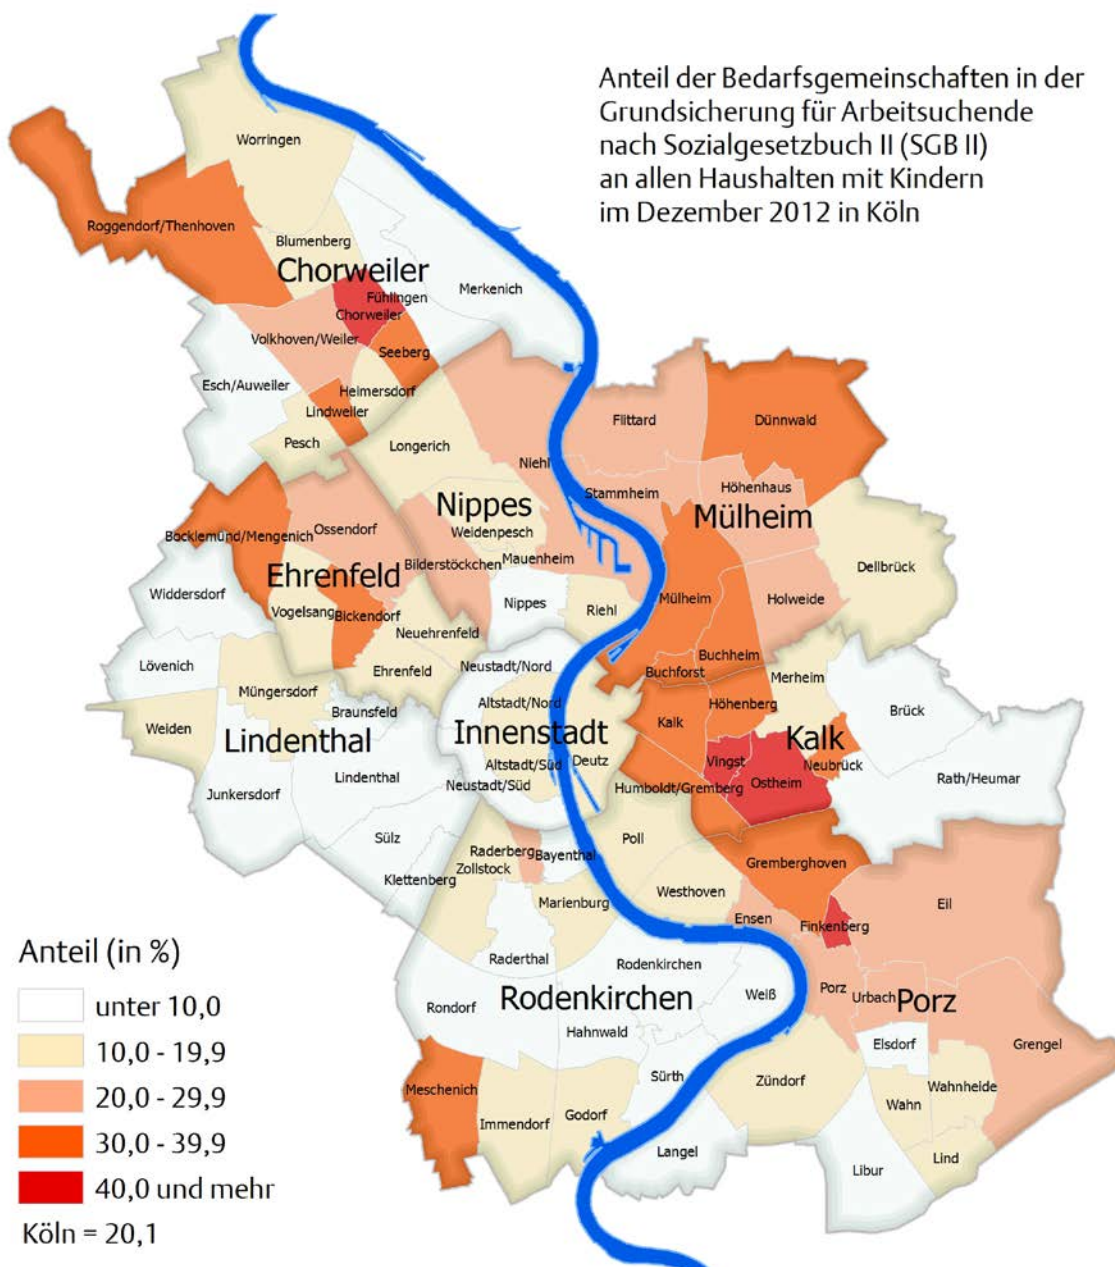 Anteil der Bedarfsgemeinschaften in der
Grundsicherung für Arbeitsuchende
nach Sozialgesetzbuch II (SGB II)
an allen Haushalten mit Kindern
im Dezember 2012 in Köln
Worringen
Roggendorf/Thenhoven
Blumenberg
Chorweiler
Fühlingen
Merkenich
Chorweiler
Volkhoven/Weiler
Seeberg
Esch/Auweiler
Heimersdorf
Lindweiler
Pesch
Longerich
Niehl
Flittard
Dünnwald
Stammheim
Höhenhaus
Nippes
Mülheim
Weidenpesch
Ossendorf
Bocklemünd/Mengenich
Mauenheim
Bilderstöckchen
Dellbrück
Ehrenfeld
Widdersdorf
Nippes
Riehl
Mülheim
Holweide
Vogelsang
Bickendorf
Neuehrenfeld
Buchheim
Lövenich
Ehrenfeld
Neustadt/Nord
Buchforst
Merheim
Müngersdorf
Altstadt/Nord
Höhenberg
Brück
Braunsfeld
Kalk
Weiden
Lindenthal
Innenstadt
Kalk
Altstadt/Süd
Deutz
Vingst
Neubrück
Lindenthal
Ostheim
Rath/Heumar
Junkersdorf
Neustadt/Süd
Humboldt/Gremberg
Sülz
Poll
Raderberg
Bayenthal
Zollstock
Gremberghoven
Klettenberg
Westhoven
Marienburg
Ensen
Finkenberg
Eil
Raderthal
Rodenkirchen
Weiß
Porz
Urbach
Porz
Rodenkirchen
Rondorf
Hahnwald
Elsdorf
Grengel
Sürth
Zündorf
Wahnheide
Meschenich
Wahn
Immendorf
Godorf
Langel
Libur
Lind
Anteil (in %)
unter 10,0
10,0 - 19,9
20,0 - 29,9
30,0 - 39,9
40,0 und mehr
Köln = 20,1